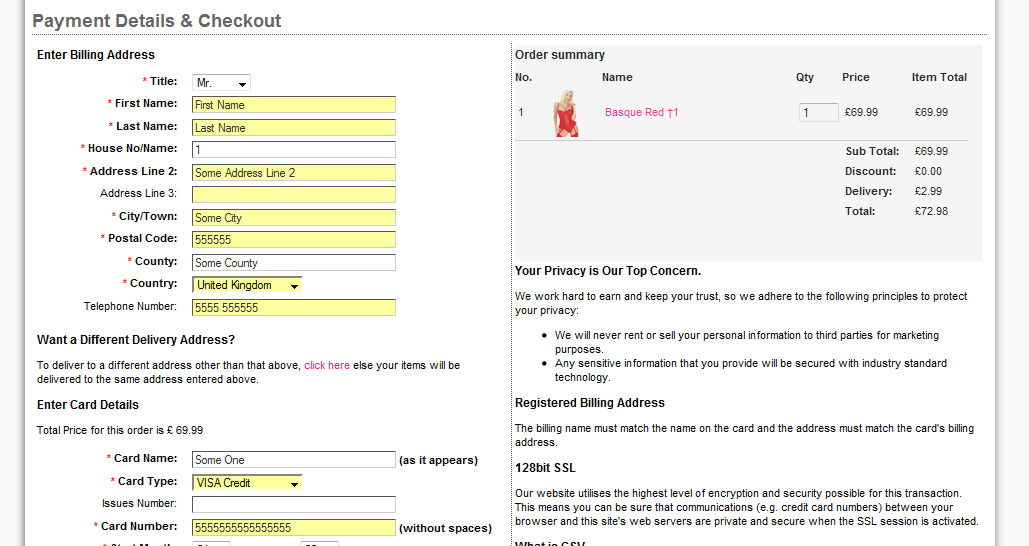 Payment Details & Checkout
Enter Billing Address
* Title: Mr.
* First Name: First Name
* Last Name: Last Name
* House No/Name: 1
* Address Line 2: Some Address Line 2
Address Line 3:
* City/Town: Some City
* Postal Code: 555555
* County: Some County
* Country: United Kingdom
Telephone Number: 5555 555555
Want a Different Delivery Address?
To deliver to a different address other than that above, click here else your items will be
delivered to the same address entered above.
Enter Card Details
Total Price for this order is £ 69.99
* Card Name: Some One (as it appears)
* Card Type: VISA Credit
Issues Number:
* Card Number: 5555555555555555 (without spaces)
Order summary
No. Name Qty Price Item Total
1 Basque Red †1 1 £69.99 £69.99
Sub Total: £69.99
Discount: £0.00
Delivery: £2.99
Total: £72.98
Your Privacy is Our Top Concern.
We work hard to earn and keep your trust, so we adhere to the following principles to protect
your privacy:
• We will never rent or sell your personal information to third parties for marketing
purposes.
• Any sensitive information that you provide will be secured with industry standard
technology.
Registered Billing Address
The billing name must match the name on the card and the address must match the card's billing
address.
128bit SSL
Our website utilises the highest level of encryption and security possible for this transaction.
This means you can be sure that communications (e.g. credit card numbers) between your
browser and this site's web servers are private and secure when the SSL session is activated.